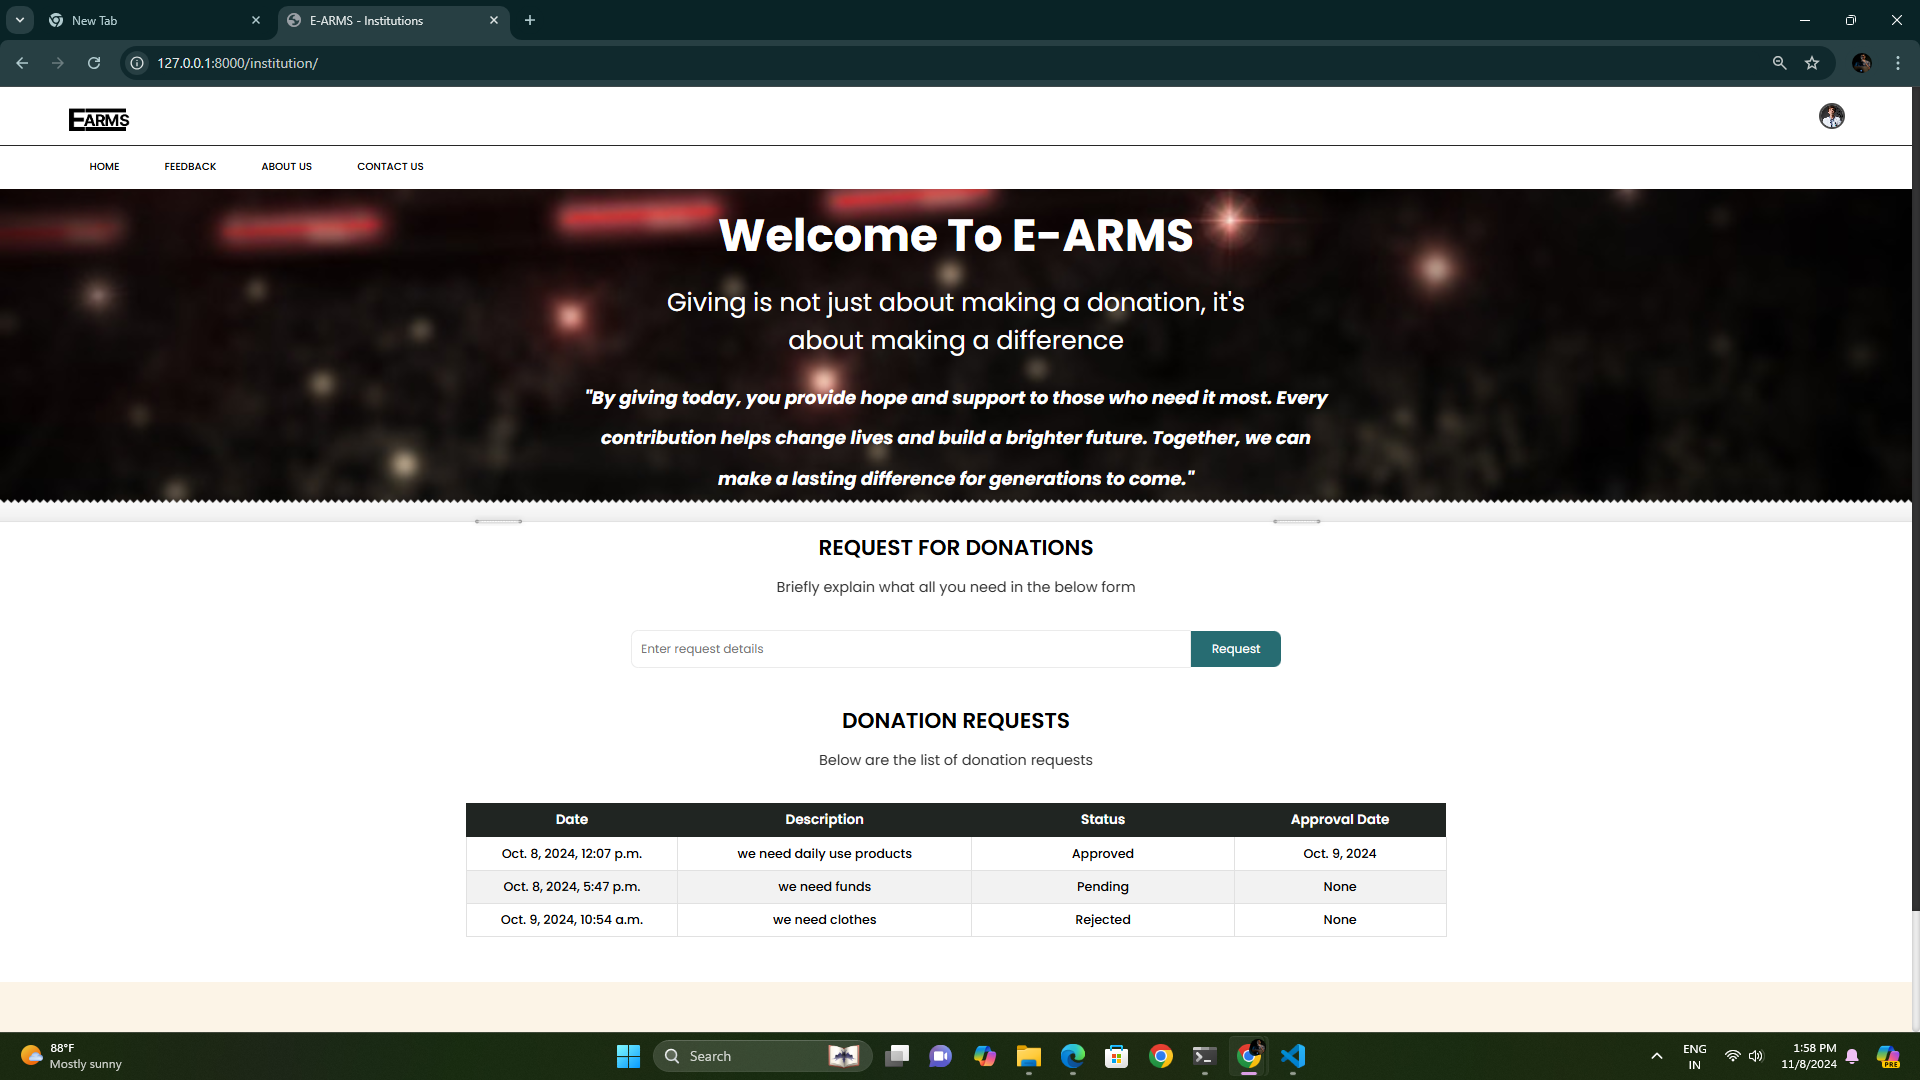 New Tab
E-ARMS - Institutions
127.0.0.1:8000/institution/
EARMS
HOME
FEEDBACK
ABOUT US
CONTACT US
Welcome To E-ARMS
Giving is not just about making a donation, it's
about making a difference
"By giving today, you provide hope and support to those who need it most. Every
contribution helps change lives and build a brighter future. Together, we can
make a lasting difference for generations to come."
REQUEST FOR DONATIONS
Briefly explain what all you need in the below form
Enter request details
Request
DONATION REQUESTS
Below are the list of donation requests
Date Description Status Approval Date
Oct. 8, 2024, 12:07 p.m. we need daily use products Approved Oct. 9, 2024
Oct. 8, 2024, 5:47 p.m. we need funds Pending None
Oct. 9, 2024, 10:54 a.m. we need clothes Rejected None
88°F
Mostly sunny
Search
ENG
IN
1:58 PM
11/8/2024
PRE